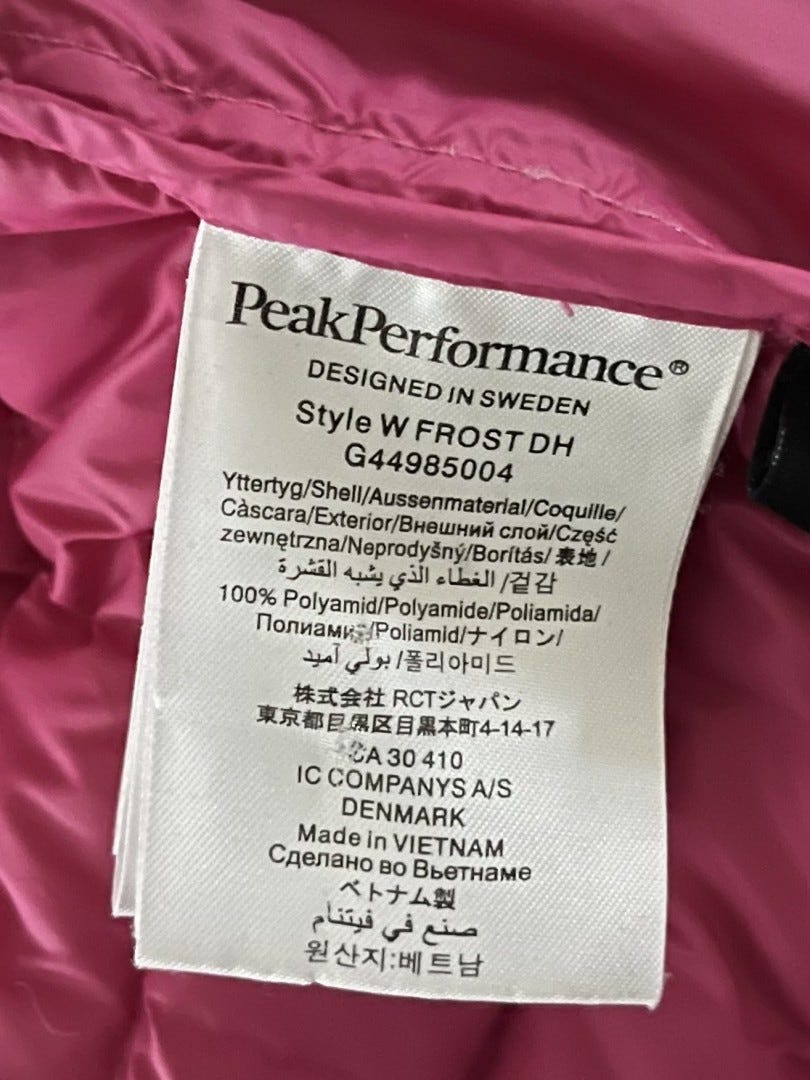 PeakPerformance®
DESIGNED IN SWEDEN
Style W FROST DH
G44985004
Yttertyg/Shell/Aussenmaterial/Coquille/
Càscara/Exterior/Внешний слой/Część
zewnętrzna/Neprodyšný/Borítás/表地/
الغطاء الذي يشبه القشرة /겉감
100% Polyamid/Polyamide/Poliamida/
/Poliamid/ナイロン/
بولي آميد /폴리아미드
株式会社 RCTジャパン
東京都目黒区目黒本町4-14-17
30 410
IC COMPANYS A/S
DENMARK
Made in VIETNAM
Сделано во Вьетнаме
ベトナム製
صنع في فيتنام
원산지:베트남